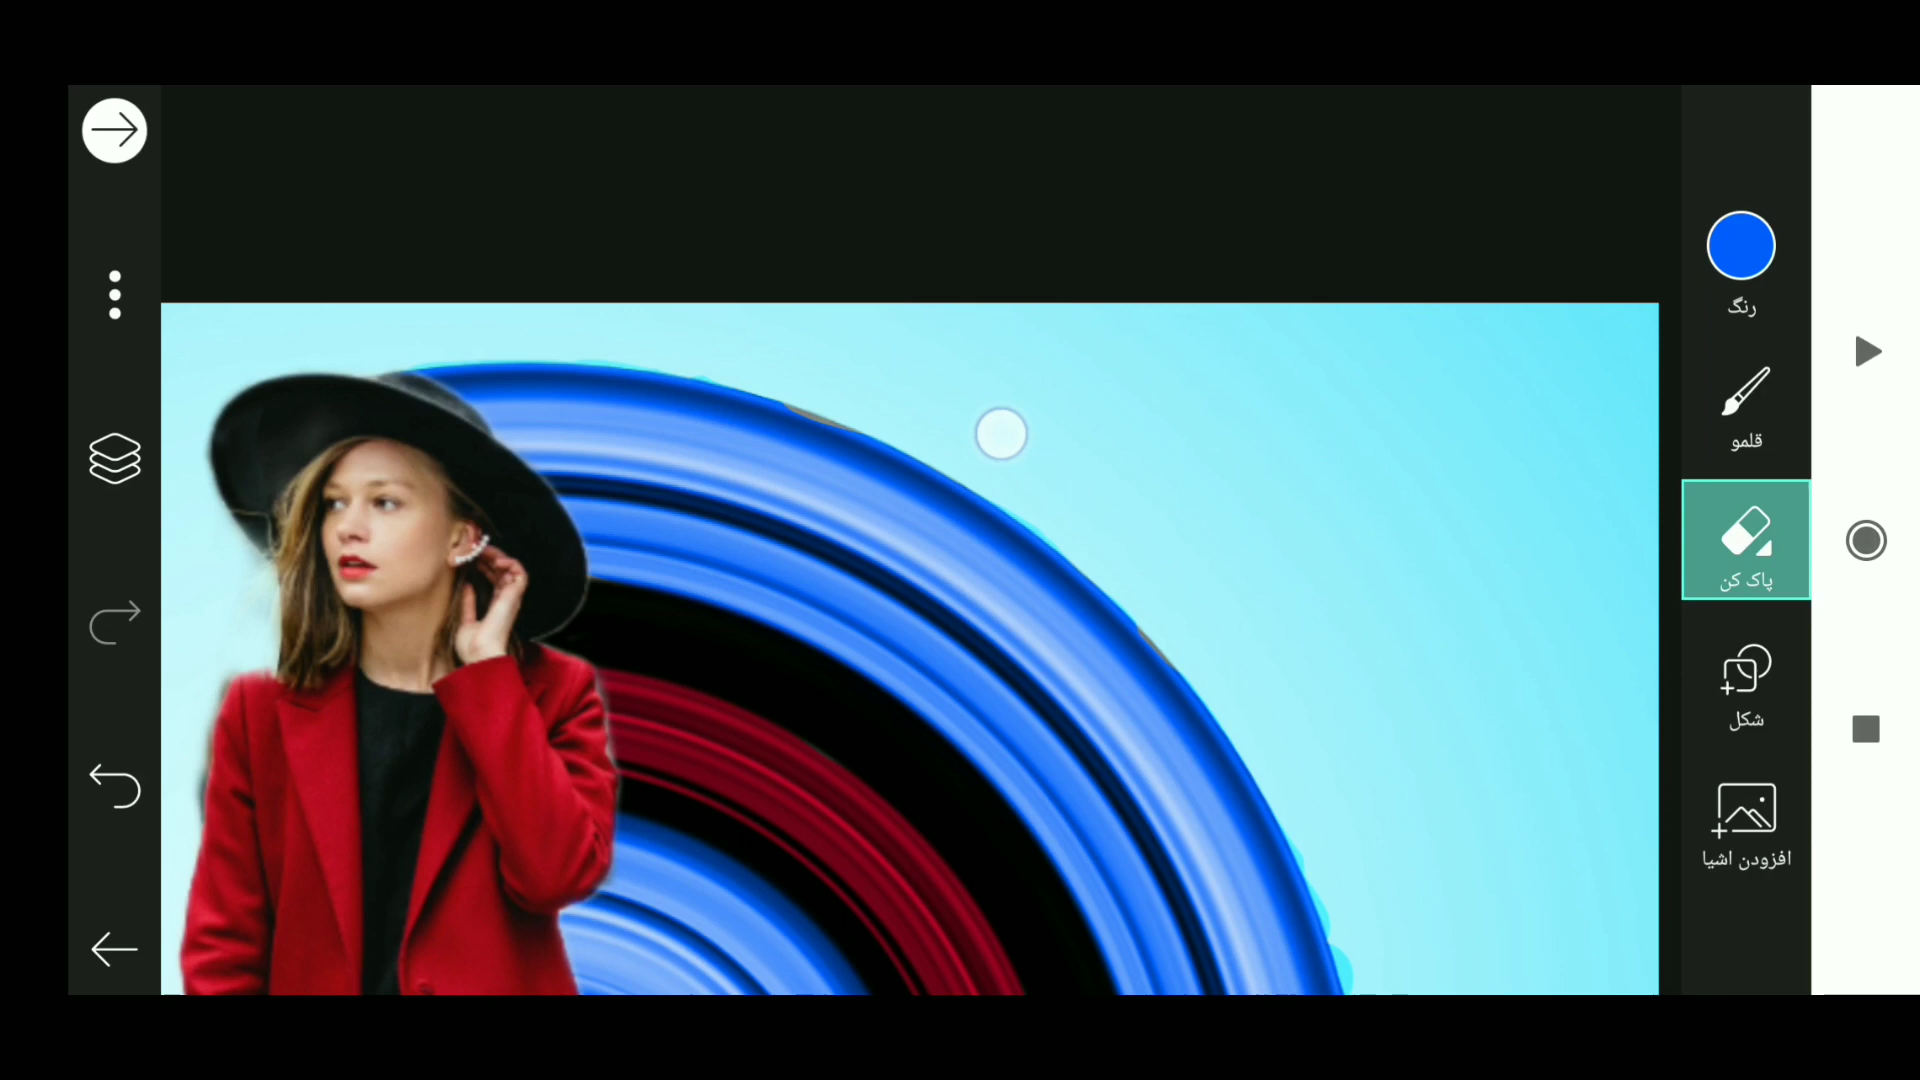 رنگ
قلمو
پاک کن
شکل
افزودن اشیا